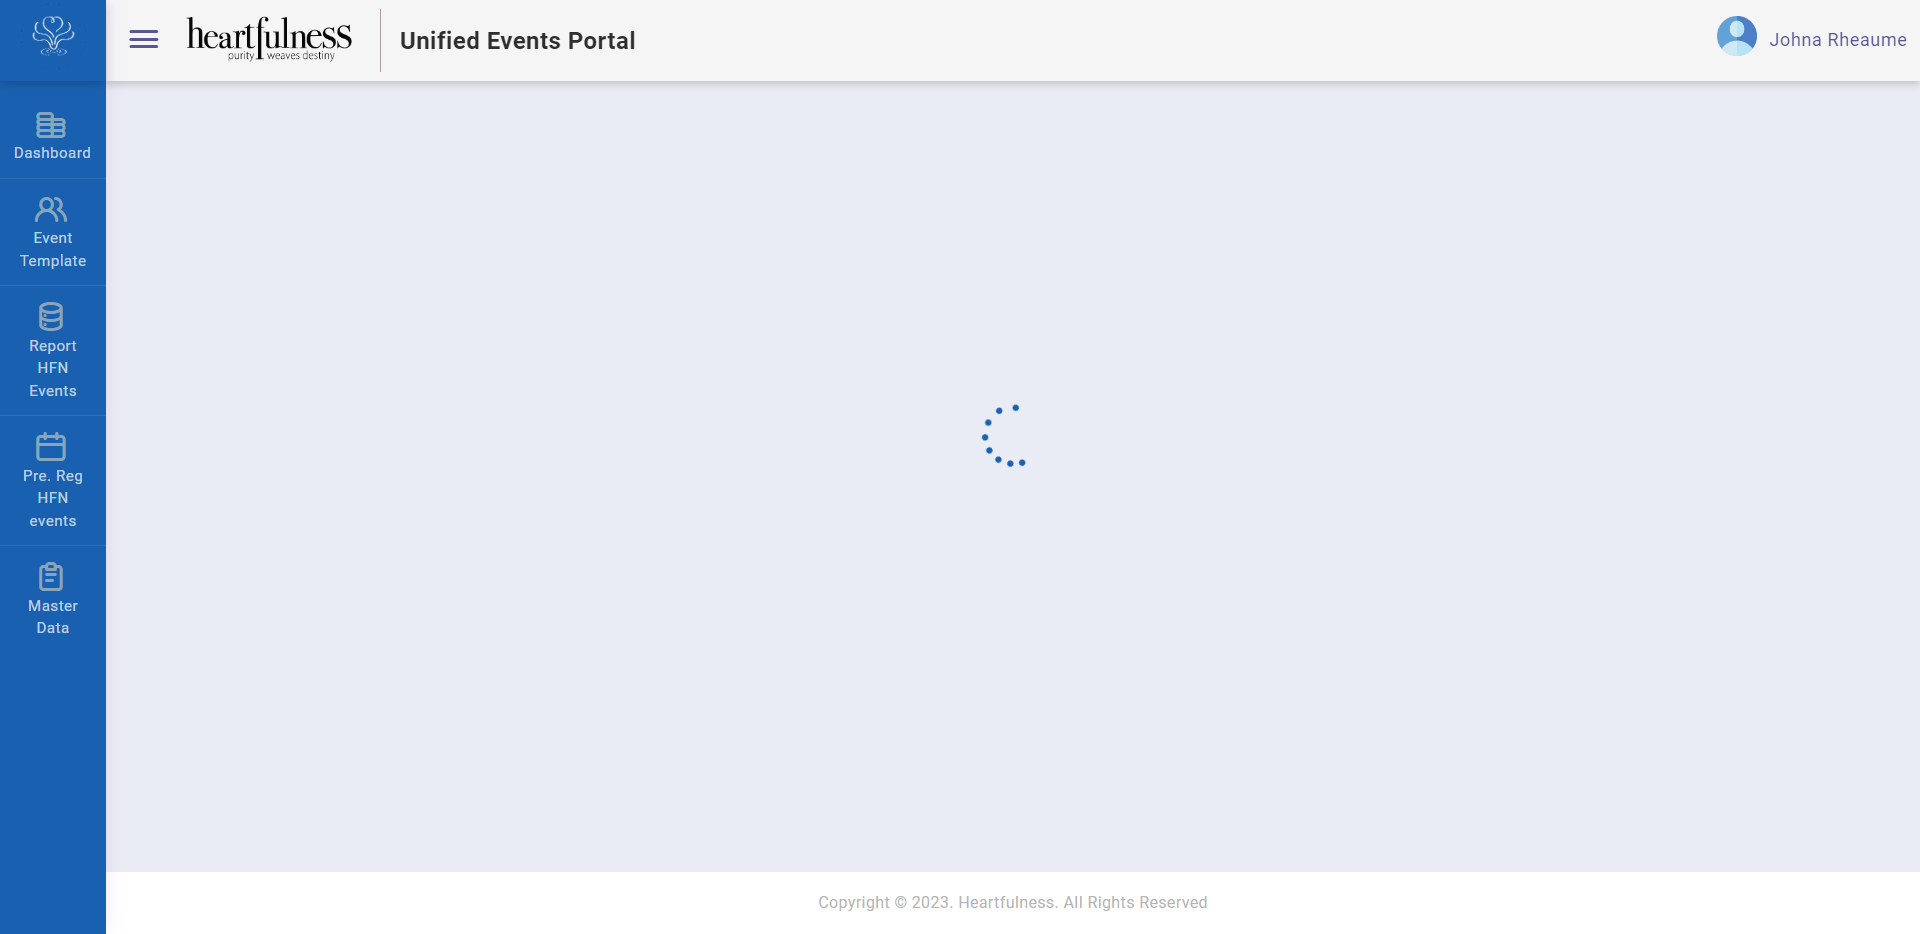 heartfulness
purity weaves destiny
Unified Events Portal
Johna Rheaume
Dashboard
Event
Template
Report
HFN
Events
Pre. Reg
HFN
events
Master
Data
Copyright © 2023. Heartfulness. All Rights Reserved